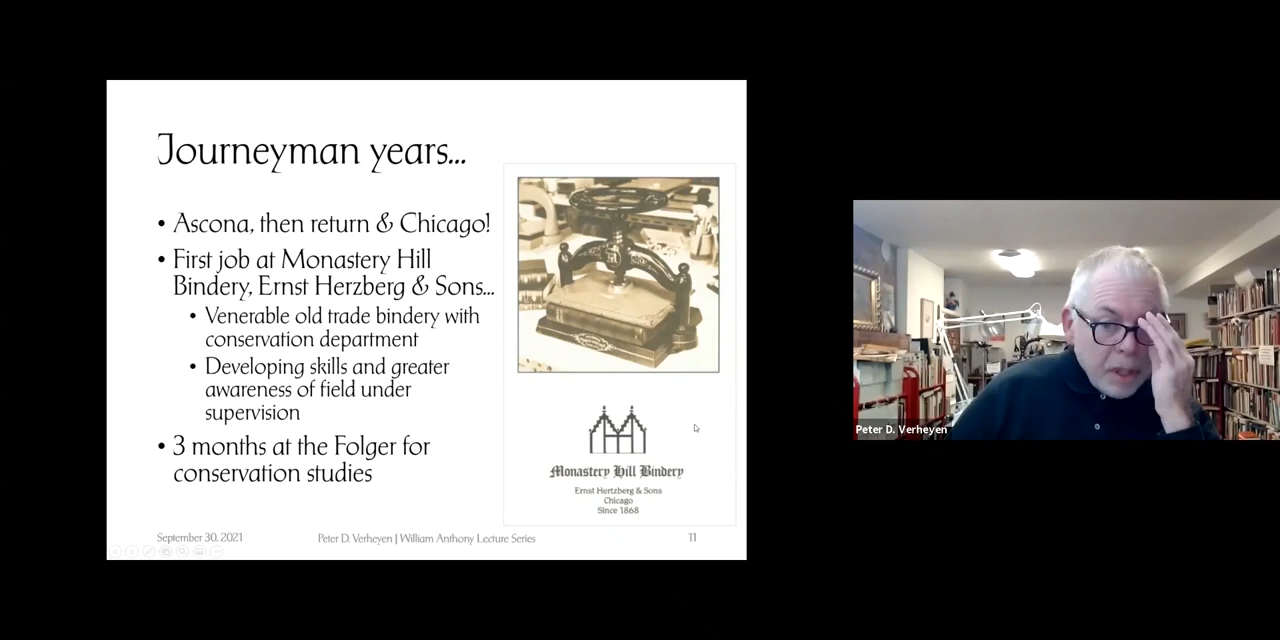 Journeyman years...
• Ascona, then return & Chicago!
• First job at Monastery Hill
Bindery, Ernst Herzberg & Sons...
• Venerable old trade bindery with
conservation department
• Developing skills and greater
awareness of field under
supervision
• 3 months at the Folger for
conservation studies
Monastery Hill Bindery
Ernst Hertzberg & Sons
Chicago
Since 1868
September 30, 2021
Peter D. Verheyen | William Anthony Lecture Series
11
Peter D. Verheyen